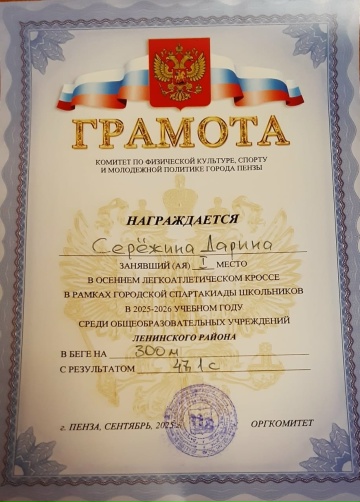 ГРАМОТА
КОМИТЕТ ПО ФИЗИЧЕСКОЙ КУЛЬТУРЕ, СПОРТУ
И МОЛОДЕЖНОЙ ПОЛИТИКЕ ГОРОДА ПЕНЗЫ
НАГРАЖДАЕТСЯ
Серёжина Дарина
ЗАНЯВШИЙ (АЯ) I МЕСТО
В ОСЕННЕМ ЛЕГКОАТЛЕТИЧЕСКОМ КРОССЕ
В РАМКАХ ГОРОДСКОЙ СПАРТАКИАДЫ ШКОЛЬНИКОВ
В 2025-2026 УЧЕБНОМ ГОДУ
СРЕДИ ОБЩЕОБРАЗОВАТЕЛЬНЫХ УЧРЕЖДЕНИЙ
ЛЕНИНСКОГО РАЙОНА
В БЕГЕ НА 300 м
С РЕЗУЛЬТАТОМ 47,1 с
г. ПЕНЗА, СЕНТЯБРЬ, 2025 г. ОРГКОМИТЕТ